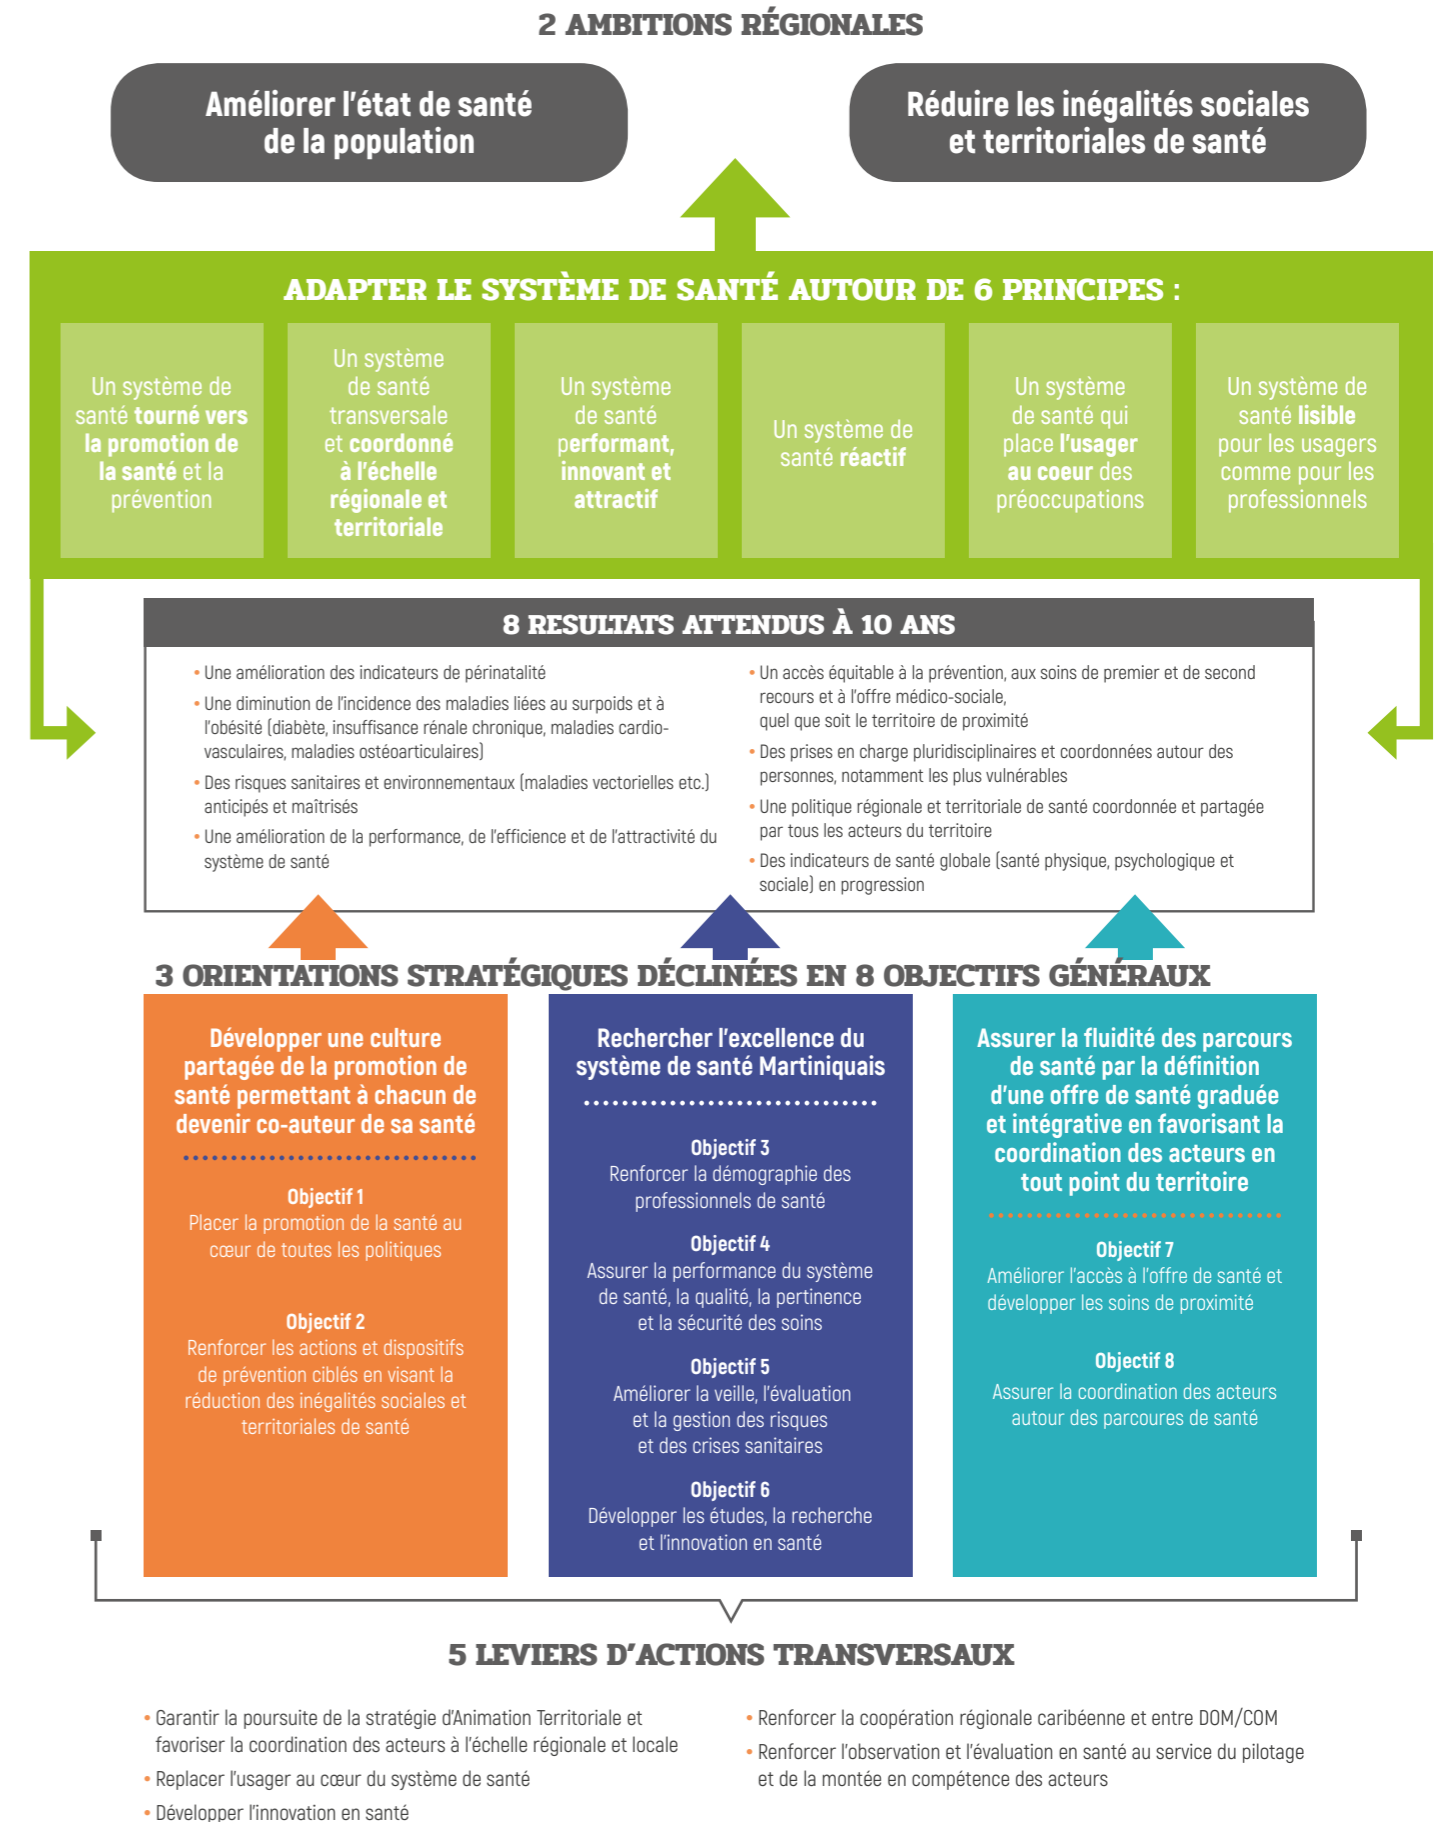 2 AMBITIONS RÉGIONALES
Améliorer l'état de santé
de la population
Réduire les inégalités sociales
et territoriales de santé
ADAPTER LE SYSTÈME DE SANTÉ AUTOUR DE 6 PRINCIPES :
Un système de
santé tourné vers
la promotion de
la santé et la
prévention
Un système
de santé
transversale
et coordonné
à l'échelle
régionale et
territoriale
Un système
de santé
performant,
innovant et
attractif
Un système de
santé réactif
Un système
de santé qui
place l'usager
au coeur des
préoccupations
Un système de
santé lisible
pour les usagers
comme pour les
professionnels
8 RESULTATS ATTENDUS À 10 ANS
• Une amélioration des indicateurs de périnatalité
• Une diminution de l'incidence des maladies liées au surpoids et à
l'obésité (diabète, insuffisance rénale chronique, maladies cardio-
vasculaires, maladies ostéoarticulaires)
• Des risques sanitaires et environnementaux (maladies vectorielles etc.)
anticipés et maîtrisés
• Une amélioration de la performance, de l'efficience et de l'attractivité du
système de santé
• Un accès équitable à la prévention, aux soins de premier et de second
recours et à l'offre médico-sociale,
quel que soit le territoire de proximité
• Des prises en charge pluridisciplinaires et coordonnées autour des
personnes, notamment les plus vulnérables
• Une politique régionale et territoriale de santé coordonnée et partagée
par tous les acteurs du territoire
• Des indicateurs de santé globale (santé physique, psychologique et
sociale) en progression
3 ORIENTATIONS STRATÉGIQUES DÉCLINÉES EN 8 OBJECTIFS GÉNÉRAUX
Développer une culture
partagée de la promotion de
santé permettant à chacun de
devenir co-auteur de sa santé
Objectif 1
Placer la promotion de la santé au
cœur de toutes les politiques
Objectif 2
Renforcer les actions et dispositifs
de prévention ciblés en visant la
réduction des inégalités sociales et
territoriales de santé
Rechercher l'excellence du
système de santé Martiniquais
Objectif 3
Renforcer la démographie des
professionnels de santé
Objectif 4
Assurer la performance du système
de santé, la qualité, la pertinence
et la sécurité des soins
Objectif 5
Améliorer la veille, l'évaluation
et la gestion des risques
et des crises sanitaires
Objectif 6
Développer les études, la recherche
et l'innovation en santé
Assurer la fluidité des parcours
de santé par la définition
d'une offre de santé graduée
et intégrative en favorisant la
coordination des acteurs en
tout point du territoire
Objectif 7
Améliorer l'accès à l'offre de santé et
développer les soins de proximité
Objectif 8
Assurer la coordination des acteurs
autour des parcoures de santé
5 LEVIERS D'ACTIONS TRANSVERSAUX
• Garantir la poursuite de la stratégie d'Animation Territoriale et
favoriser la coordination des acteurs à l'échelle régionale et locale
• Replacer l'usager au cœur du système de santé
• Développer l'innovation en santé
• Renforcer la coopération régionale caribéenne et entre DOM/COM
• Renforcer l'observation et l'évaluation en santé au service du pilotage
et de la montée en compétence des acteurs